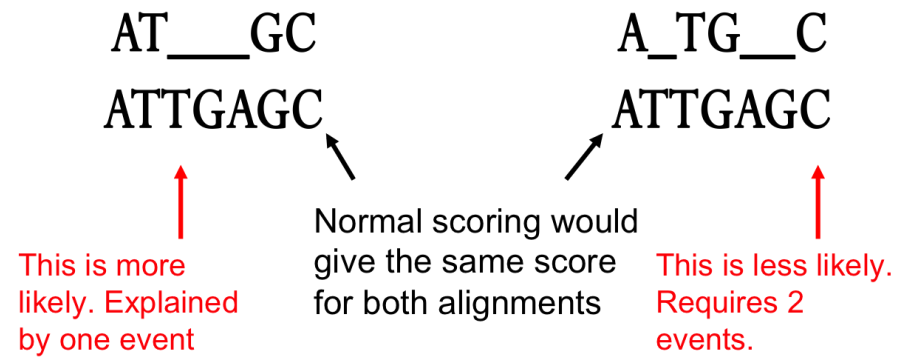 AT___GC
ATTGAGC
A_TG__C
ATTGAGC
Normal scoring would
give the same score
for both alignments
This is more
likely. Explained
by one event
This is less likely.
Requires 2
events.